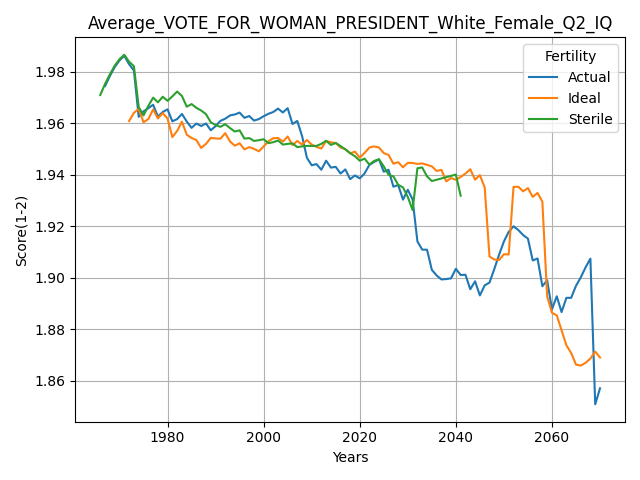 Average_VOTE_FOR_WOMAN_PRESIDENT_White_Female_Q2_IQ
Fertility
Actual
Ideal
Sterile
Score(1-2)
1.98
1.96
1.94
1.92
1.90
1.88
1.86
1980
2000
2020
2040
2060
Years